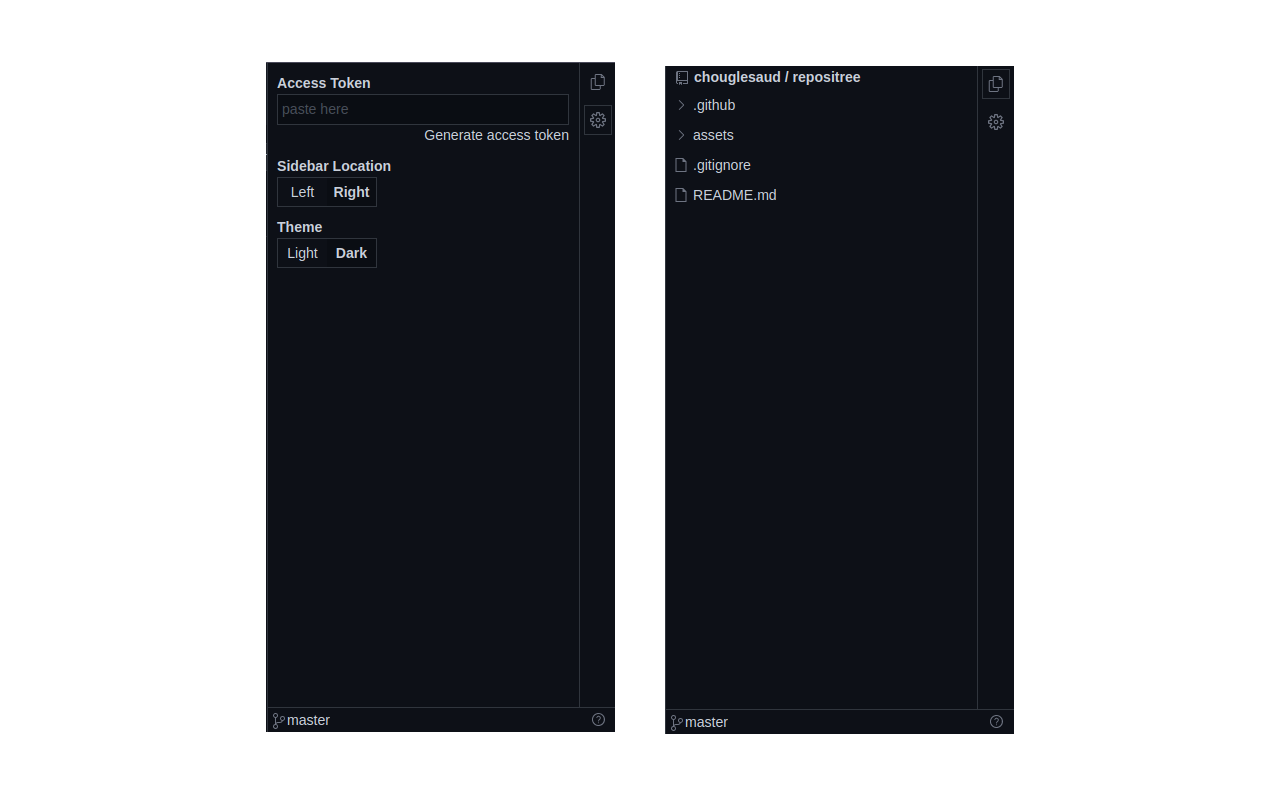 Access Token
paste here
Generate access token
Sidebar Location
Left Right
Theme
Light Dark
master
chouglesaud / repositree
.github
assets
.gitignore
README.md
master